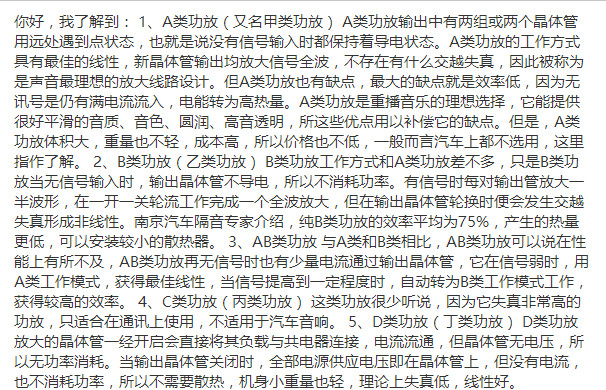 你好，我了解到： 1、A类功放（又名甲类功放） A类功放输出中有两组或两个晶体管
用远处遇到点状态，也就是说没有信号输入时都保持着导电状态。A类功放的工作方式
具有最佳的线性，新晶体管输出均放大信号全波，不存在有什么交越失真，因此被称为
是声音最理想的放大线路设计。但A类功放也有缺点，最大的缺点就是效率低，因为无
讯号是仍有满电流流入，电能转为高热量。A类功放是重播音乐的理想选择，它能提供
很好平滑的音质、音色、圆润、高音透明，所这些优点用以补偿它的缺点。但是，A类
功放体积大，重量也不轻，成本高，所以价格也不低，一般而言汽车上都不选用，这里
指作了解。 2、B类功放（乙类功放） B类功放工作方式和A类功放差不多，只是B类功
放当无信号输入时，输出晶体管不导电，所以不消耗功率。有信号时每对输出管放大一
半波形，在一开一关轮流工作完成一个全波放大，但在输出晶体管轮换时便会发生交越
失真形成非线性。南京汽车隔音专家介绍，纯B类功放的效率平均为75%，产生的热量
更低，可以安装较小的散热器。 3、AB类功放 与A类和B类相比，AB类功放可以说在性
能上有所不及，AB类功放再无信号时也有少量电流通过输出晶体管，它在信号弱时，用
A类工作模式，获得最佳线性，当信号提高到一定程度时，自动转为B类工作模式工作，
获得较高的效率。 4、C类功放（丙类功放） 这类功放很少听说，因为它失真非常高的
功放，只适合在通讯上使用，不适用于汽车音响。 5、D类功放（丁类功放） D类功放
放大的晶体管一经开启会直接将其负载与共电器连接，电流流通，但晶体管无电压，所
以无功率消耗。当输出晶体管关闭时，全部电源供应电压即在晶体管上，但没有电流，
也不消耗功率，所以不需要散热，机身小重量也轻，理论上失真低，线性好。